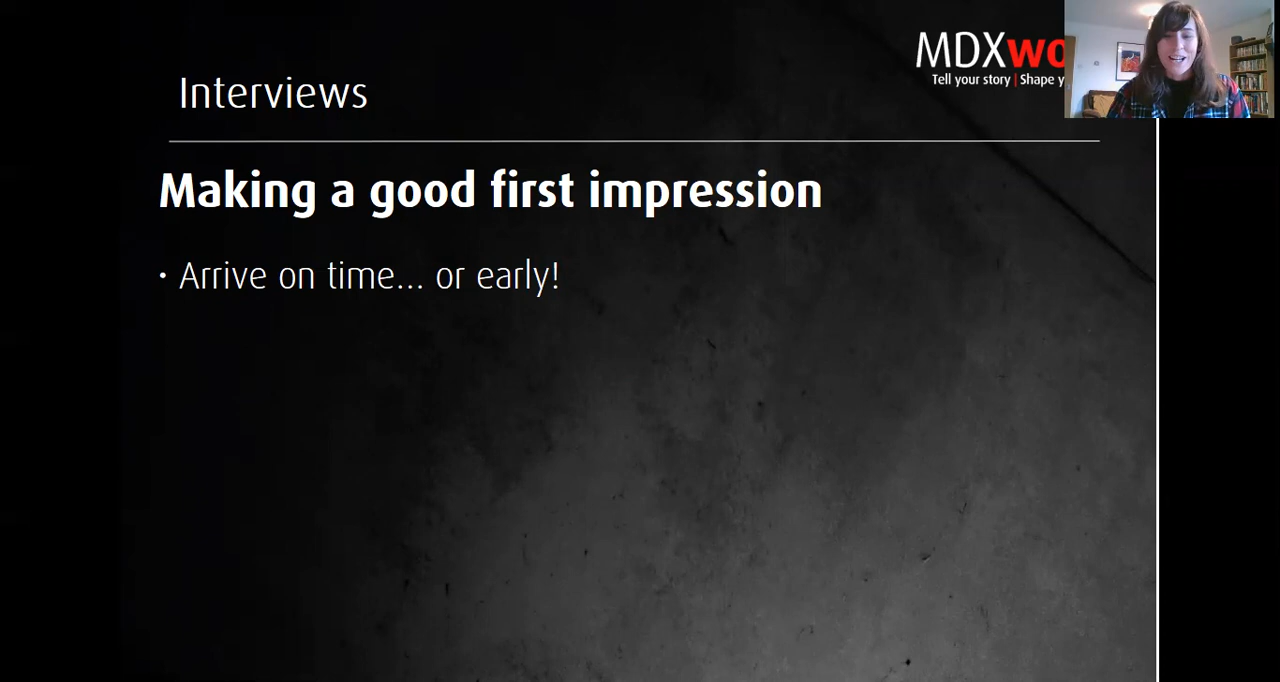 MDXwo
Tell your story | Shape y
Interviews
Making a good first impression
• Arrive on time... or early!